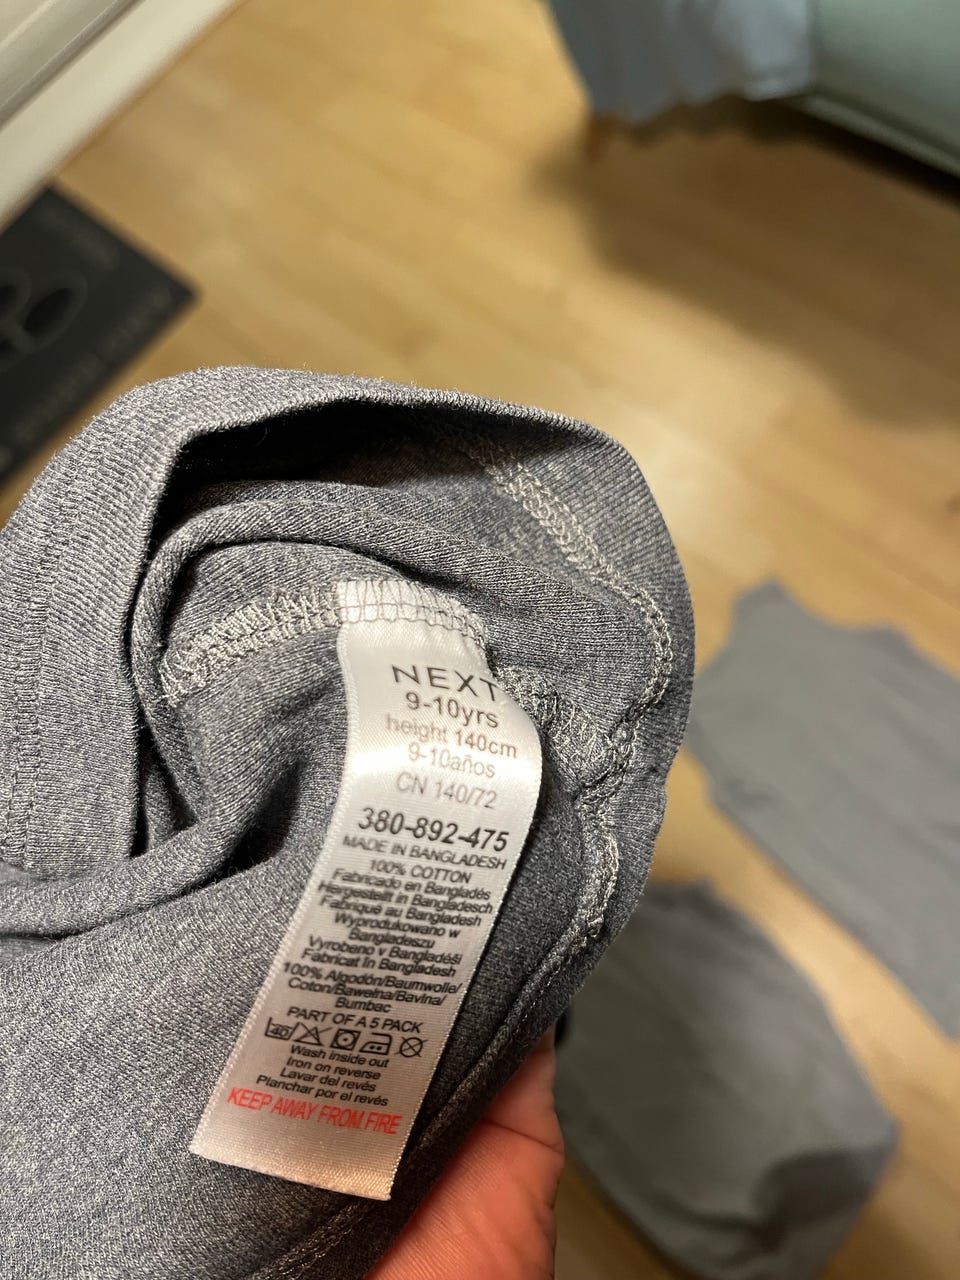 NEXT
9-10yrs
height 140cm
9-10años
CN 140/72
380-892-475
MADE IN BANGLADESH
100% COTTON
Fabricado en Bangladés
Hergestellt in Bangladesch
Fabriqué au Bangladesh
Wyprodukowano w
Bangladeszu
Vyrobeno v Bangladéši
Fabricat în Bangladesh
100% Algodón/Baumwolle/
Coton/Bawełna/Bavlna/
Bumbac
PART OF A 5 PACK
40
Wash inside out
Iron on reverse
Lavar del revés
Planchar por el revés
KEEP AWAY FROM FIRE